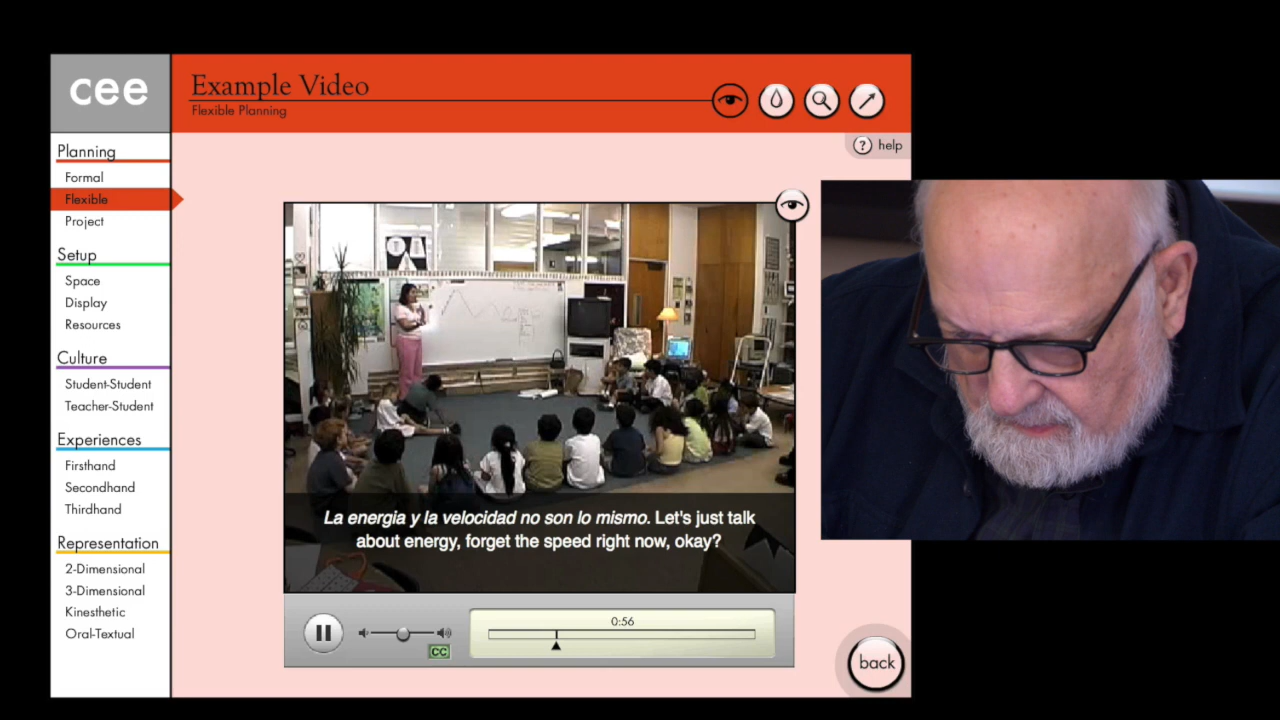 cee
Example Video
Flexible Planning
? help
Planning
Formal
Flexible
Project
Setup
Space
Display
Resources
Culture
Student-Student
Teacher-Student
Experiences
Firsthand
Secondhand
Thirdhand
Representation
2-Dimensional
3-Dimensional
Kinesthetic
Oral-Textual
La energia y la velocidad no son lo mismo. Let's just talk
about energy, forget the speed right now, okay?
0:56
CC
back